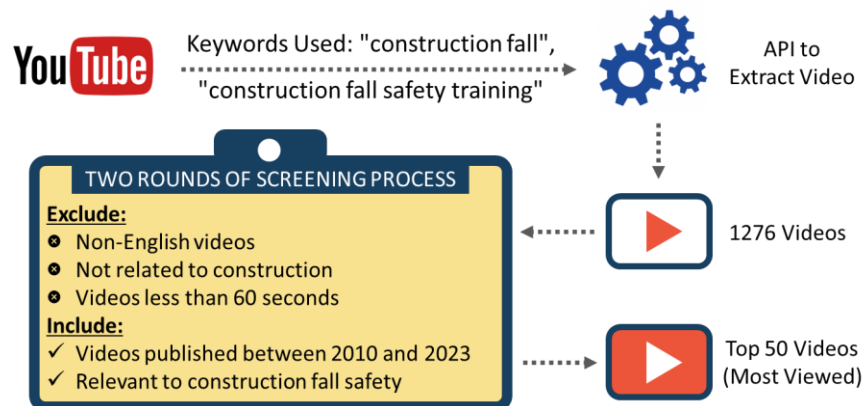 YouTube
Keywords Used: "construction fall",
"construction fall safety training"
API to
Extract Video
TWO ROUNDS OF SCREENING PROCESS
Exclude:
Non-English videos
Not related to construction
Videos less than 60 seconds
Include:
Videos published between 2010 and 2023
Relevant to construction fall safety
1276 Videos
Top 50 Videos
(Most Viewed)